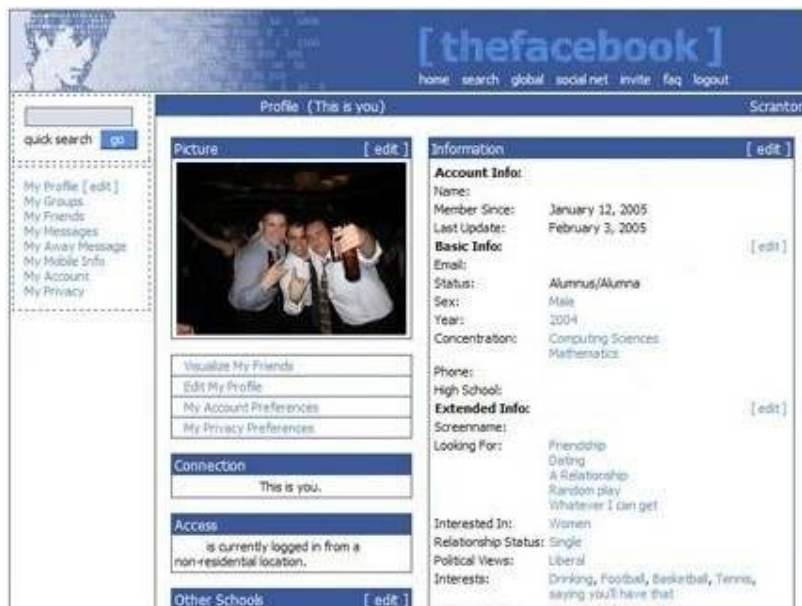 [ thefacebook ]
home search global social net invite faq logout
Profile (This is you)
Scranton
quick search go
My Profile [ edit ]
My Groups
My Friends
My Messages
My Away Message
My Mobile Info
My Account
My Privacy
Picture [ edit ]
Visualize My Friends
Edit My Profile
My Account Preferences
My Privacy Preferences
Connection
This is you.
Access
is currently logged in from a
non-residential location.
Other Schools [ edit ]
Information [ edit ]
Account Info:
Name:
Member Since: January 12, 2005
Last Update: February 3, 2005
Basic Info: [ edit ]
Email:
Status: Alumnus/Alumna
Sex: Male
Year: 2004
Concentration: Computing Sciences
Mathematics
Phone:
High School:
Extended Info: [ edit ]
Screenname:
Looking For: Friendship
Dating
A Relationship
Random play
Whatever I can get
Interested In: Women
Relationship Status: Single
Political Views: Liberal
Interests: Drinking, Football, Basketball, Tennis,
saying you'll have that